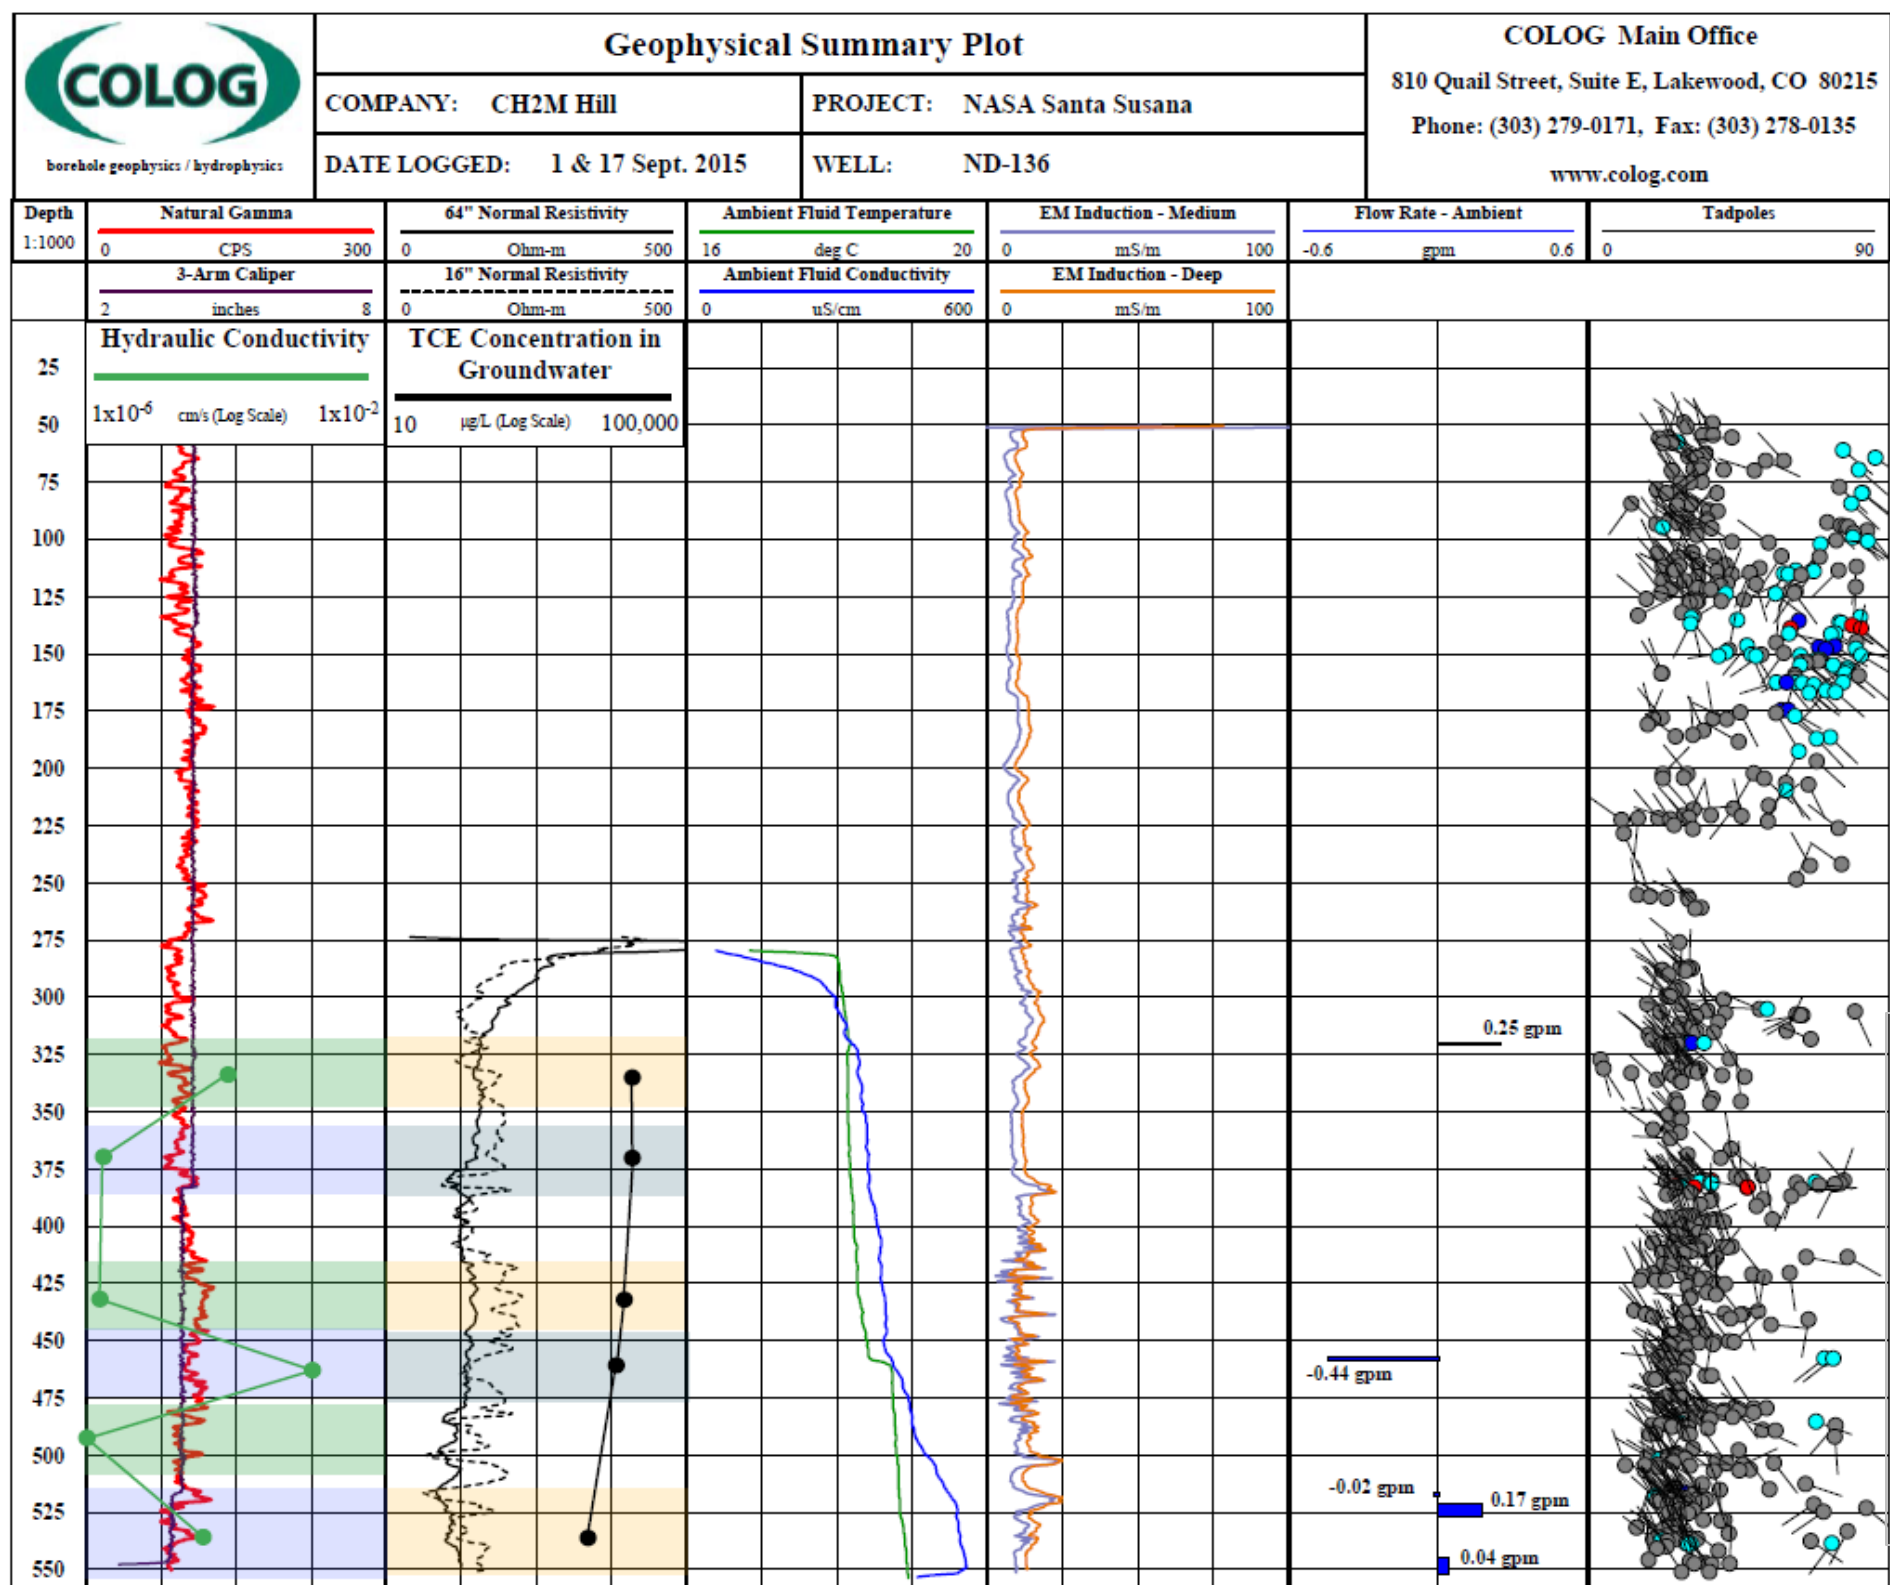 COLOG
borehole geophysics / hydrophysics
Geophysical Summary Plot
COMPANY: CH2M Hill
PROJECT: NASA Santa Susana
DATE LOGGED: 1 & 17 Sept. 2015
WELL: ND-136
COLOG Main Office
810 Quail Street, Suite E, Lakewood, CO 80215
Phone: (303) 279-0171, Fax: (303) 278-0135
www.colog.com
Depth
1:1000
Natural Gamma
0 CPS 300
64" Normal Resistivity
0 Ohm-m 500
Ambient Fluid Temperature
16 deg C 20
EM Induction - Medium
0 mS/m 100
Flow Rate - Ambient
-0.6 gpm 0.6
Tadpoles
0 90
3-Arm Caliper
2 inches 8
16" Normal Resistivity
0 Ohm-m 500
Ambient Fluid Conductivity
0 uS/cm 600
EM Induction - Deep
0 mS/m 100
Hydraulic Conductivity
1x10-6 cm/s (Log Scale) 1x10-2
TCE Concentration in
Groundwater
10 µg/L (Log Scale) 100,000
25
50
75
100
125
150
175
200
225
250
275
300
325
350
375
400
425
450
475
500
525
550
0.25 gpm
-0.44 gpm
-0.02 gpm
0.17 gpm
0.04 gpm